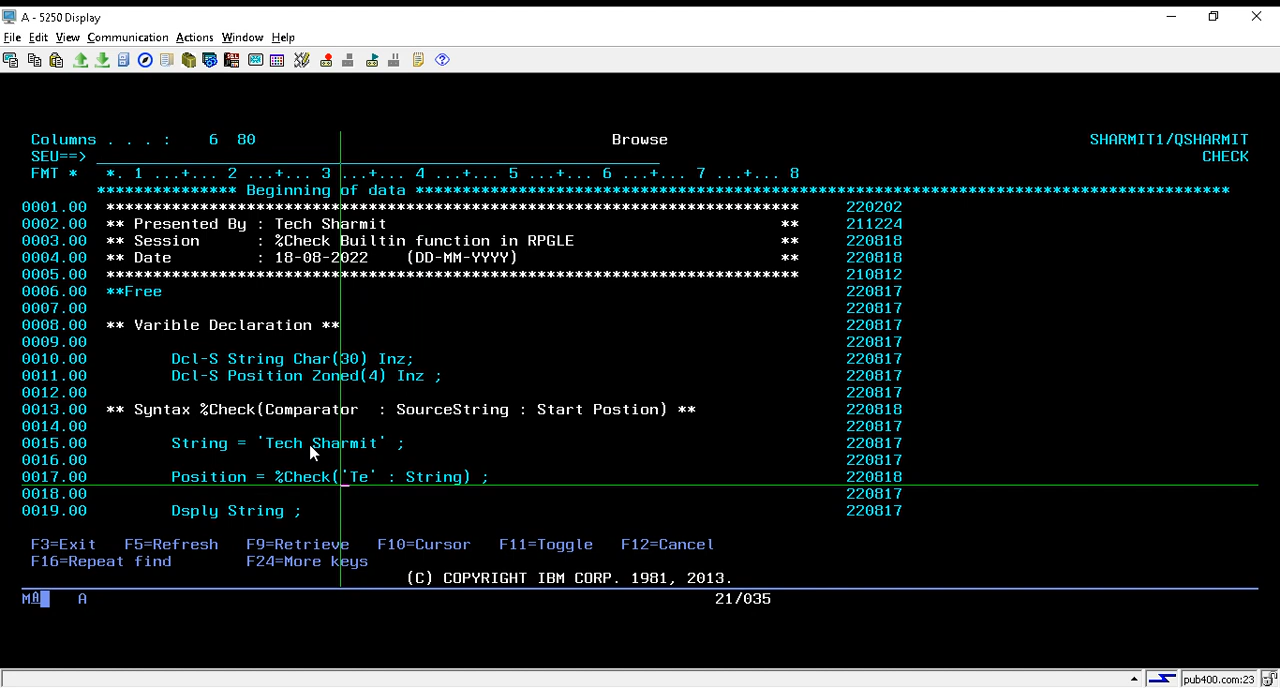 A - 5250 Display
File Edit View Communication Actions Window Help
Columns . . . : 6 80 Browse SHARMIT1/QSHARMIT
SEU==> CHECK
FMT * *. 1 ...+... 2 ...+... 3 ...+... 4 ...+... 5 ...+... 6 ...+... 7 ...+... 8
*************** Beginning of data ***************************************************************************************
0001.00 ************************************************************************** 220202
0002.00 ** Presented By : Tech Sharmit ** 211224
0003.00 ** Session : %Check Builtin function in RPGLE ** 220818
0004.00 ** Date : 18-08-2022 (DD-MM-YYYY) ** 220818
0005.00 ************************************************************************** 210812
0006.00 **Free 220817
0007.00 220817
0008.00 ** Varible Declaration ** 220817
0009.00 220817
0010.00 Dcl-S String Char(30) Inz; 220817
0011.00 Dcl-S Position Zoned(4) Inz ; 220817
0012.00 220817
0013.00 ** Syntax %Check(Comparator : SourceString : Start Postion) ** 220818
0014.00 220817
0015.00 String = 'Tech Sharmit' ; 220817
0016.00 220817
0017.00 Position = %Check('Te' : String) ; 220818
0018.00 220817
0019.00 Dsply String ; 220817
F3=Exit F5=Refresh F9=Retrieve F10=Cursor F11=Toggle F12=Cancel
F16=Repeat find F24=More keys
(C) COPYRIGHT IBM CORP. 1981, 2013.
MA A 21/035
pub400.com:23